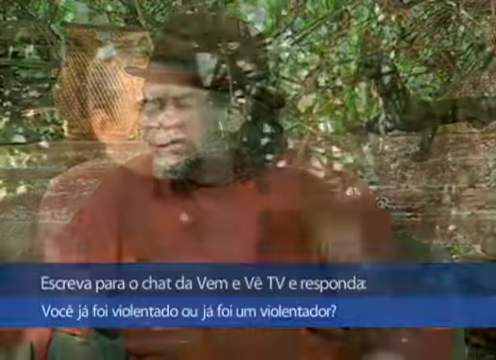 Escreva para o chat da Vem e Vê TV e responda:
Você já foi violentado ou já foi um violentador?